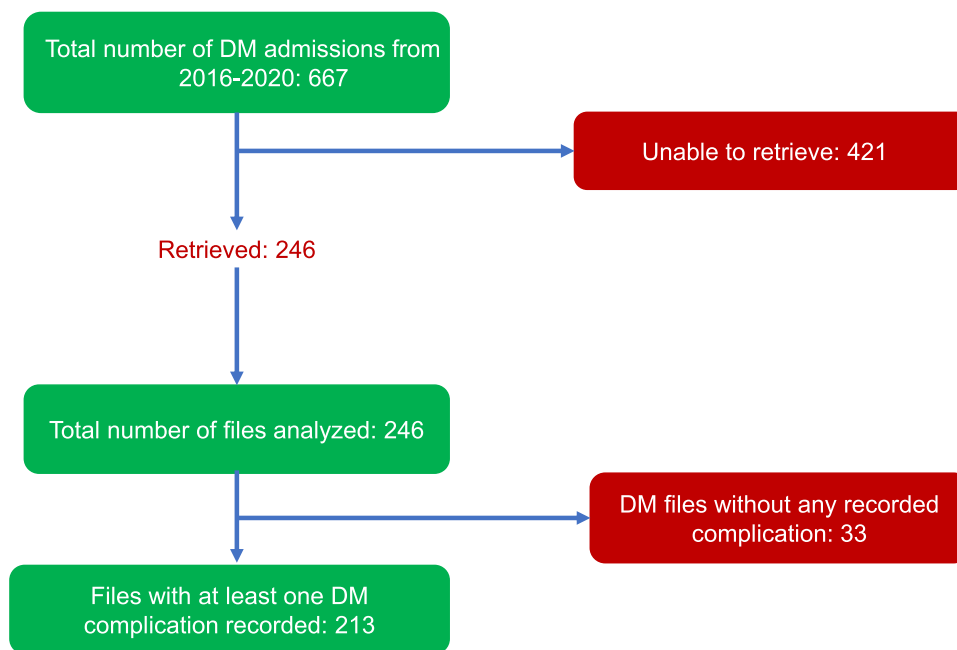 Total number of DM admissions from
2016-2020: 667
Unable to retrieve: 421
Retrieved: 246
Total number of files analyzed: 246
DM files without any recorded
complication: 33
Files with at least one DM
complication recorded: 213